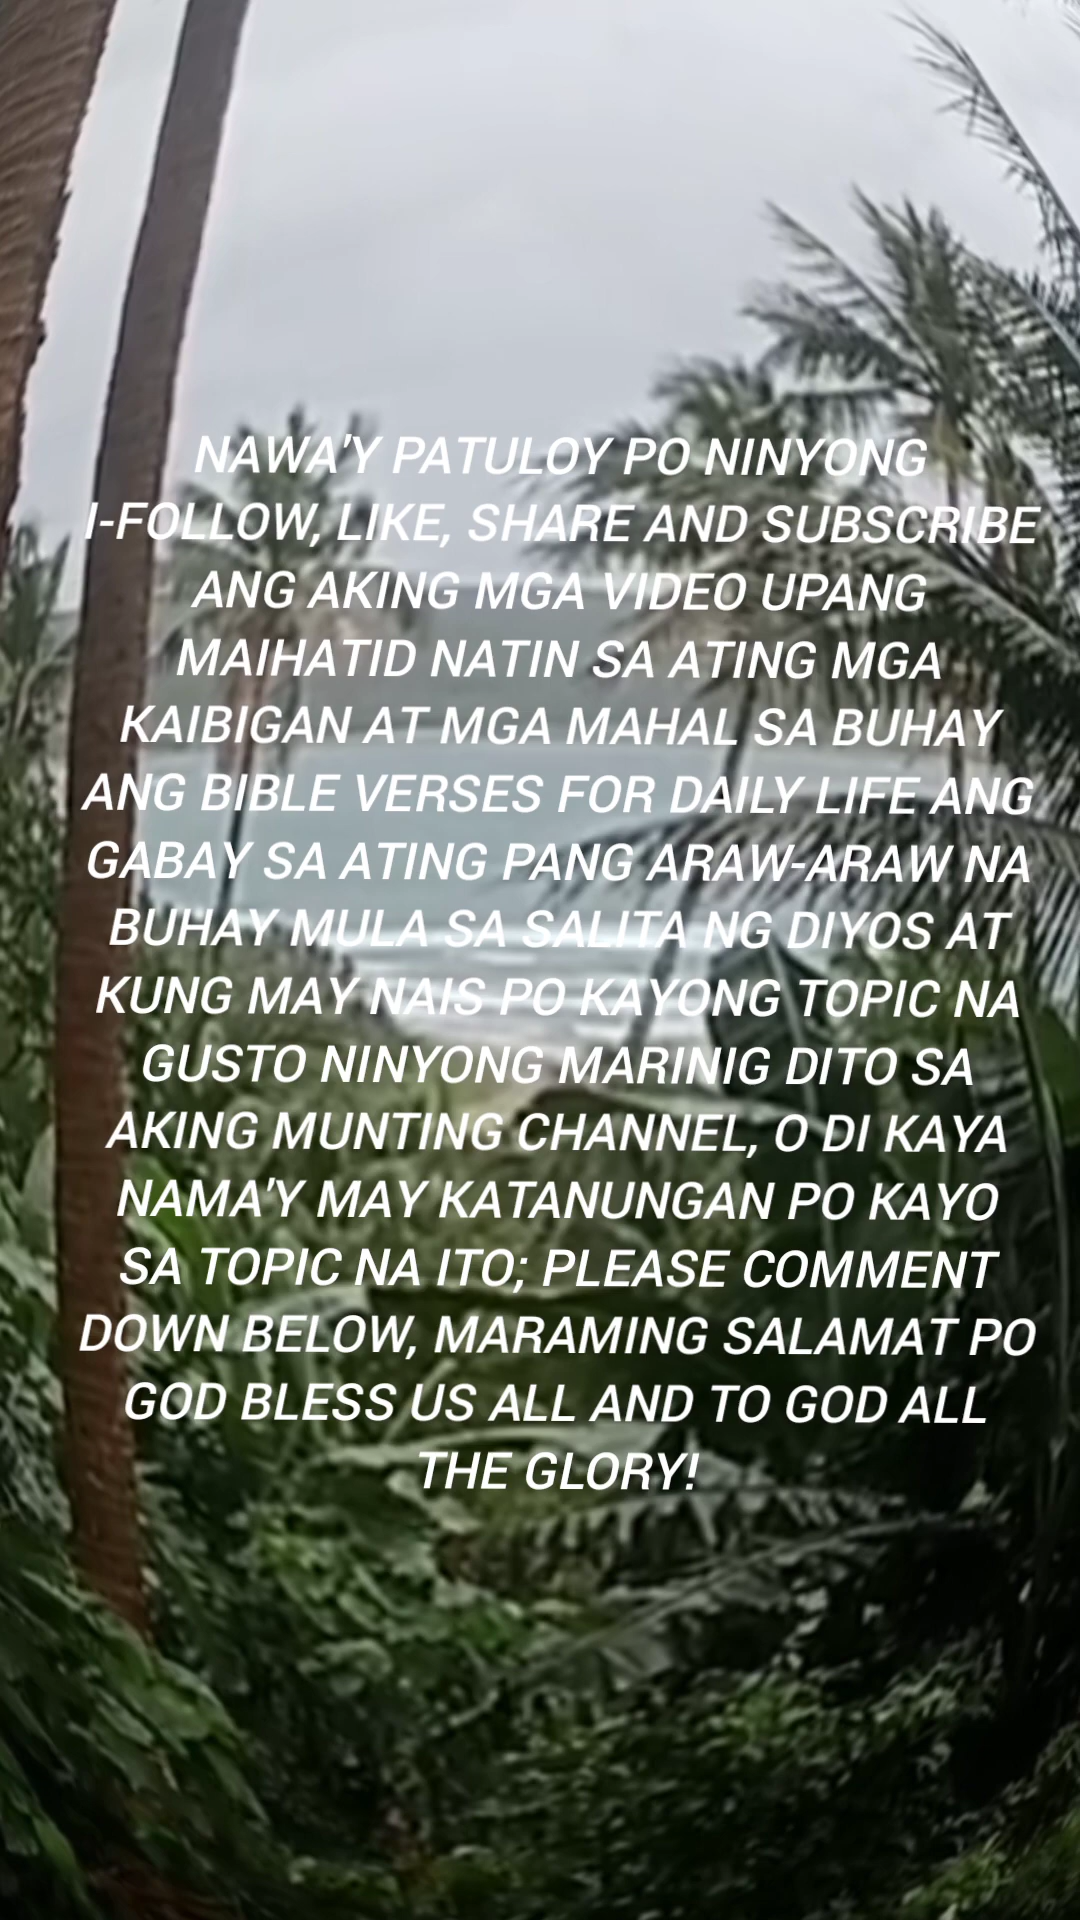 NAWA'Y PATULOY PO NINYONG
I-FOLLOW, LIKE, SHARE AND SUBSCRIBE
ANG AKING MGA VIDEO UPANG
MAIHATID NATIN SA ATING MGA
KAIBIGAN AT MGA MAHAL SA BUHAY
ANG BIBLE VERSES FOR DAILY LIFE ANG
GABAY SA ATING PANG ARAW-ARAW NA
BUHAY MULA SA SALITA NG DIYOS AT
KUNG MAY NAIS PO KAYONG TOPIC NA
GUSTO NINYONG MARINIG DITO SA
AKING MUNTING CHANNEL, O DI KAYA
NAMA'Y MAY KATANUNGAN PO KAYO
SA TOPIC NA ITO; PLEASE COMMENT
DOWN BELOW, MARAMING SALAMAT PO
GOD BLESS US ALL AND TO GOD ALL
THE GLORY!